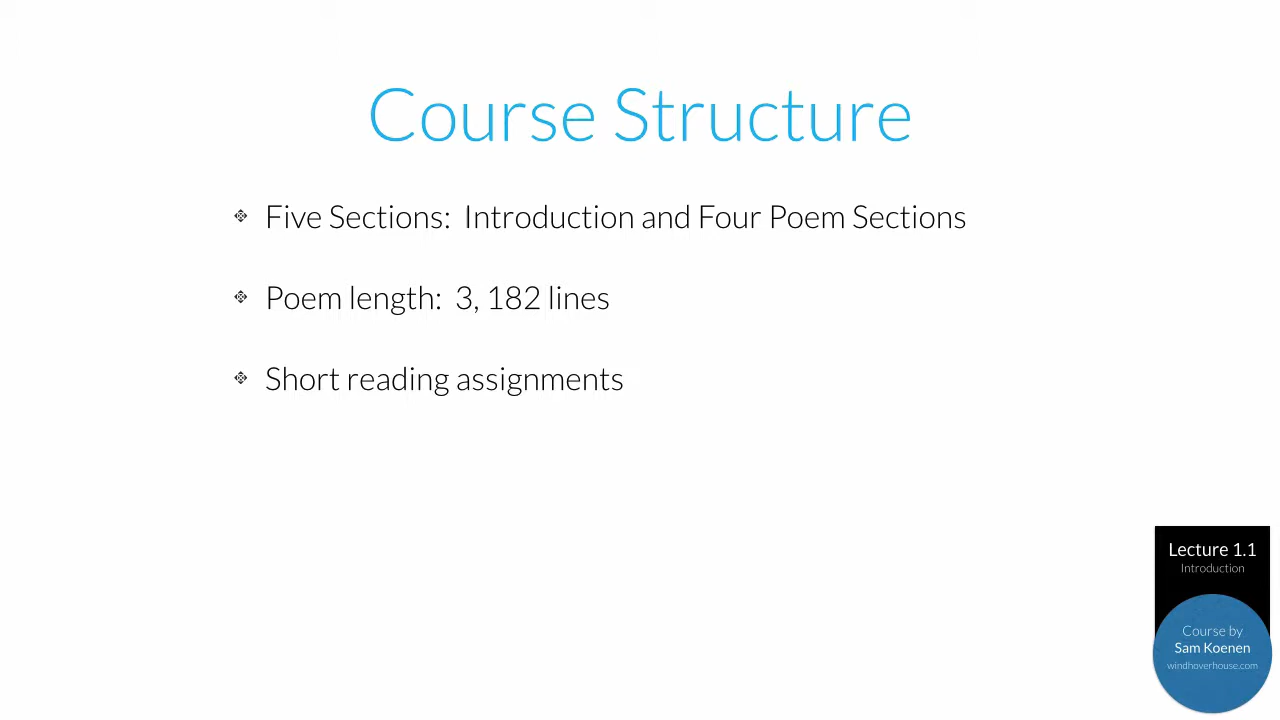 Course Structure
Five Sections: Introduction and Four Poem Sections
Poem length: 3, 182 lines
Short reading assignments
Lecture 1.1
Introduction
Course by
Sam Koenen
windhoverhouse.com